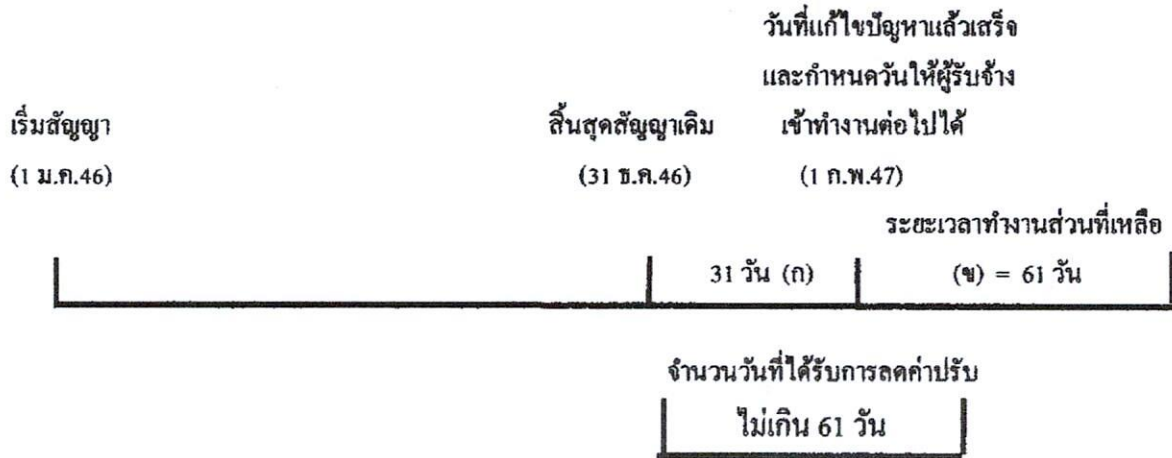 วันที่แก้ไขปัญหาแล้วเสร็จ
และกำหนดวันให้ผู้รับจ้าง
เริ่มสัญญา สิ้นสุดสัญญาเดิม เข้าทำงานต่อไปได้
(1 ม.ค.46) (31 ธ.ค.46) (1 ก.พ.47)
ระยะเวลาทำงานส่วนที่เหลือ
31 วัน (ก) (ข) = 61 วัน
จำนวนวันที่ได้รับการลดค่าปรับ
ไม่เกิน 61 วัน